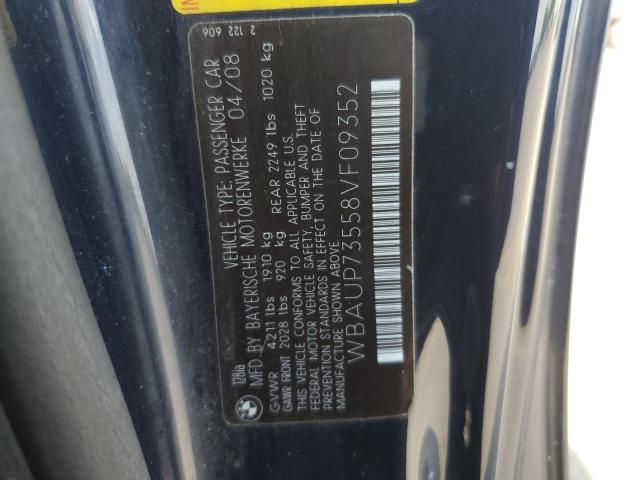 2 122 606
128iA
VEHICLE TYPE: PASSENGER CAR
MFD BY BAYERISCHE MOTORENWERKE 04/08
GVWR 4211 lbs 1910 kg
GAWR FRONT 2028 lbs 920 kg REAR 2249 lbs 1020 kg
THIS VEHICLE CONFORMS TO ALL APPLICABLE U.S.
FEDERAL MOTOR VEHICLE SAFETY, BUMPER AND THEFT
PREVENTION STANDARDS IN EFFECT ON THE DATE OF
MANUFACTURE SHOWN ABOVE.
WBAUP73558VF09352